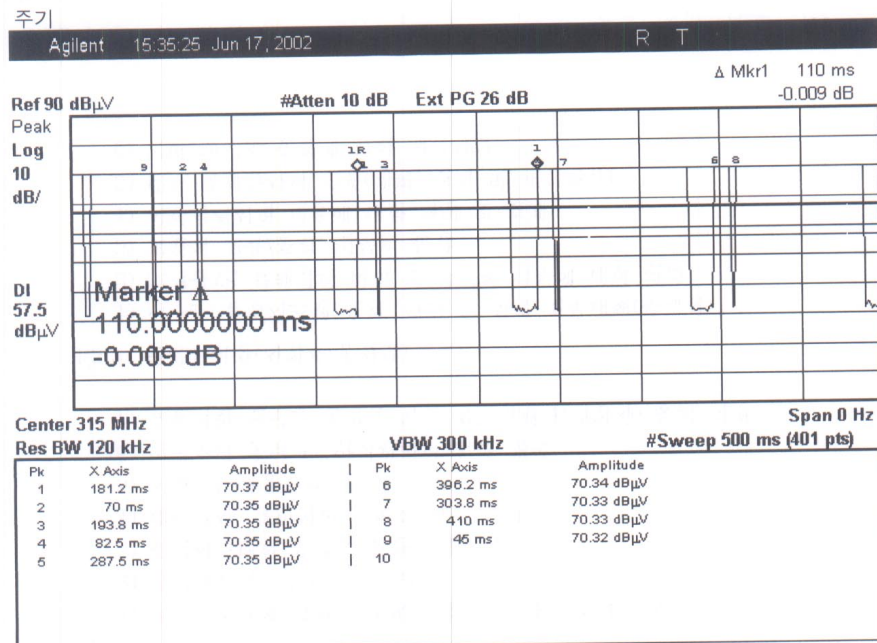 주기
Agilent 15:35:25 Jun 17, 2002 R T
Δ Mkr1 110 ms
Ref 90 dBµV #Atten 10 dB Ext PG 26 dB -0.009 dB
Peak
Log
10
dB/
9 2 4 1R 1 3 1 7 6 8
DI
57.5
dBµV
Marker Δ
110.0000000 ms
-0.009 dB
Center 315 MHz Span 0 Hz
Res BW 120 kHz VBW 300 kHz #Sweep 500 ms (401 pts)
Pk X Axis Amplitude | Pk X Axis Amplitude
1 181.2 ms 70.37 dBµV | 6 396.2 ms 70.34 dBµV
2 70 ms 70.35 dBµV | 7 303.8 ms 70.33 dBµV
3 193.8 ms 70.35 dBµV | 8 410 ms 70.33 dBµV
4 82.5 ms 70.35 dBµV | 9 45 ms 70.32 dBµV
5 287.5 ms 70.35 dBµV | 10